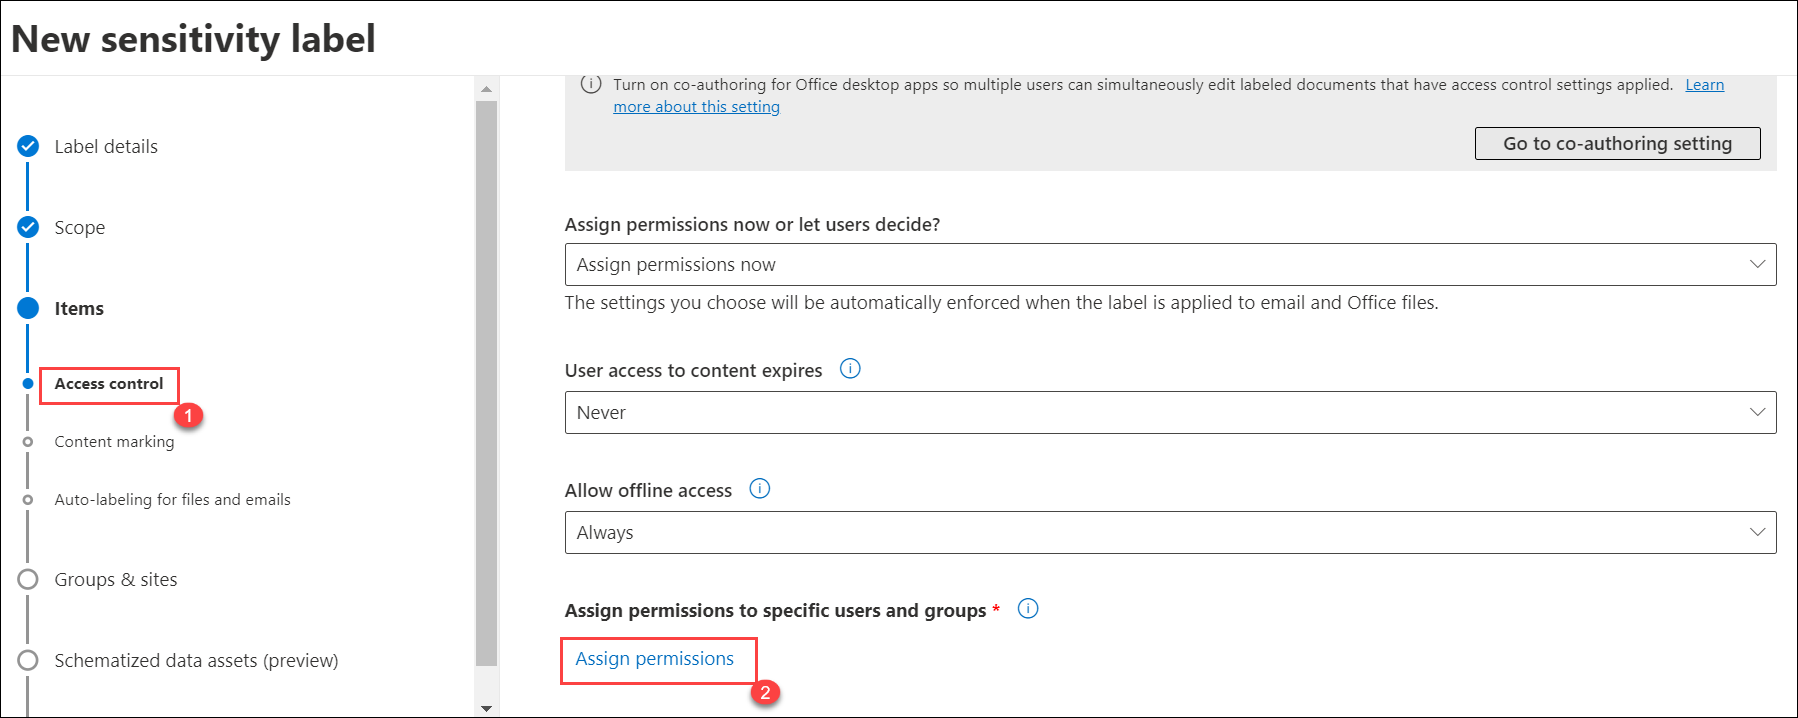 New sensitivity label
Label details
Scope
Items
Access control
1
Content marking
Auto-labeling for files and emails
Groups & sites
Schematized data assets (preview)
Turn on co-authoring for Office desktop apps so multiple users can simultaneously edit labeled documents that have access control settings applied. Learn
more about this setting
Go to co-authoring setting
Assign permissions now or let users decide?
Assign permissions now
The settings you choose will be automatically enforced when the label is applied to email and Office files.
User access to content expires
Never
Allow offline access
Always
Assign permissions to specific users and groups *
Assign permissions
2